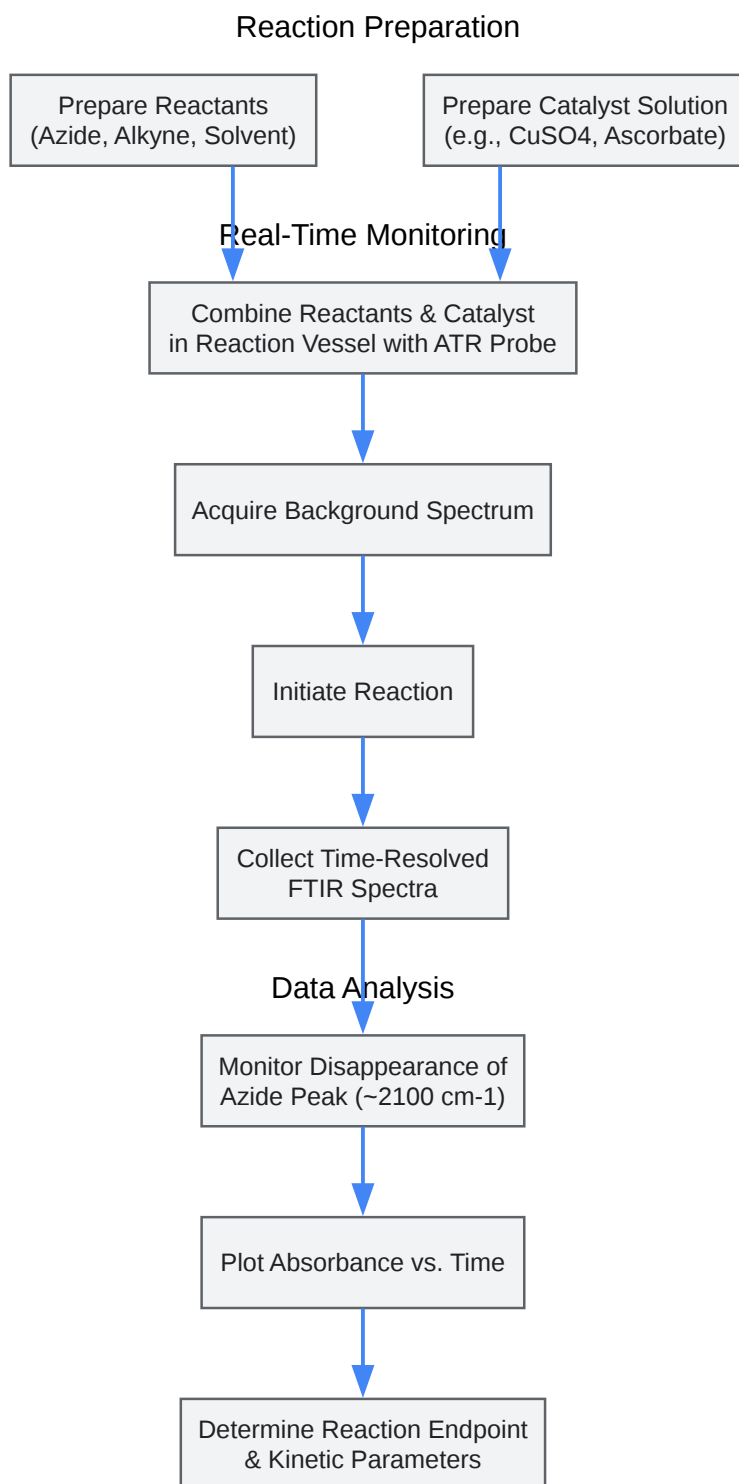 Reaction Preparation
Prepare Reactants
(Azide, Alkyne, Solvent)
Prepare Catalyst Solution
(e.g., CuSO4, Ascorbate)
Real-Time Monitoring
Combine Reactants & Catalyst
in Reaction Vessel with ATR Probe
Acquire Background Spectrum
Initiate Reaction
Collect Time-Resolved
FTIR Spectra
Data Analysis
Monitor Disappearance of
Azide Peak (~2100 cm-1)
Plot Absorbance vs. Time
Determine Reaction Endpoint
& Kinetic Parameters